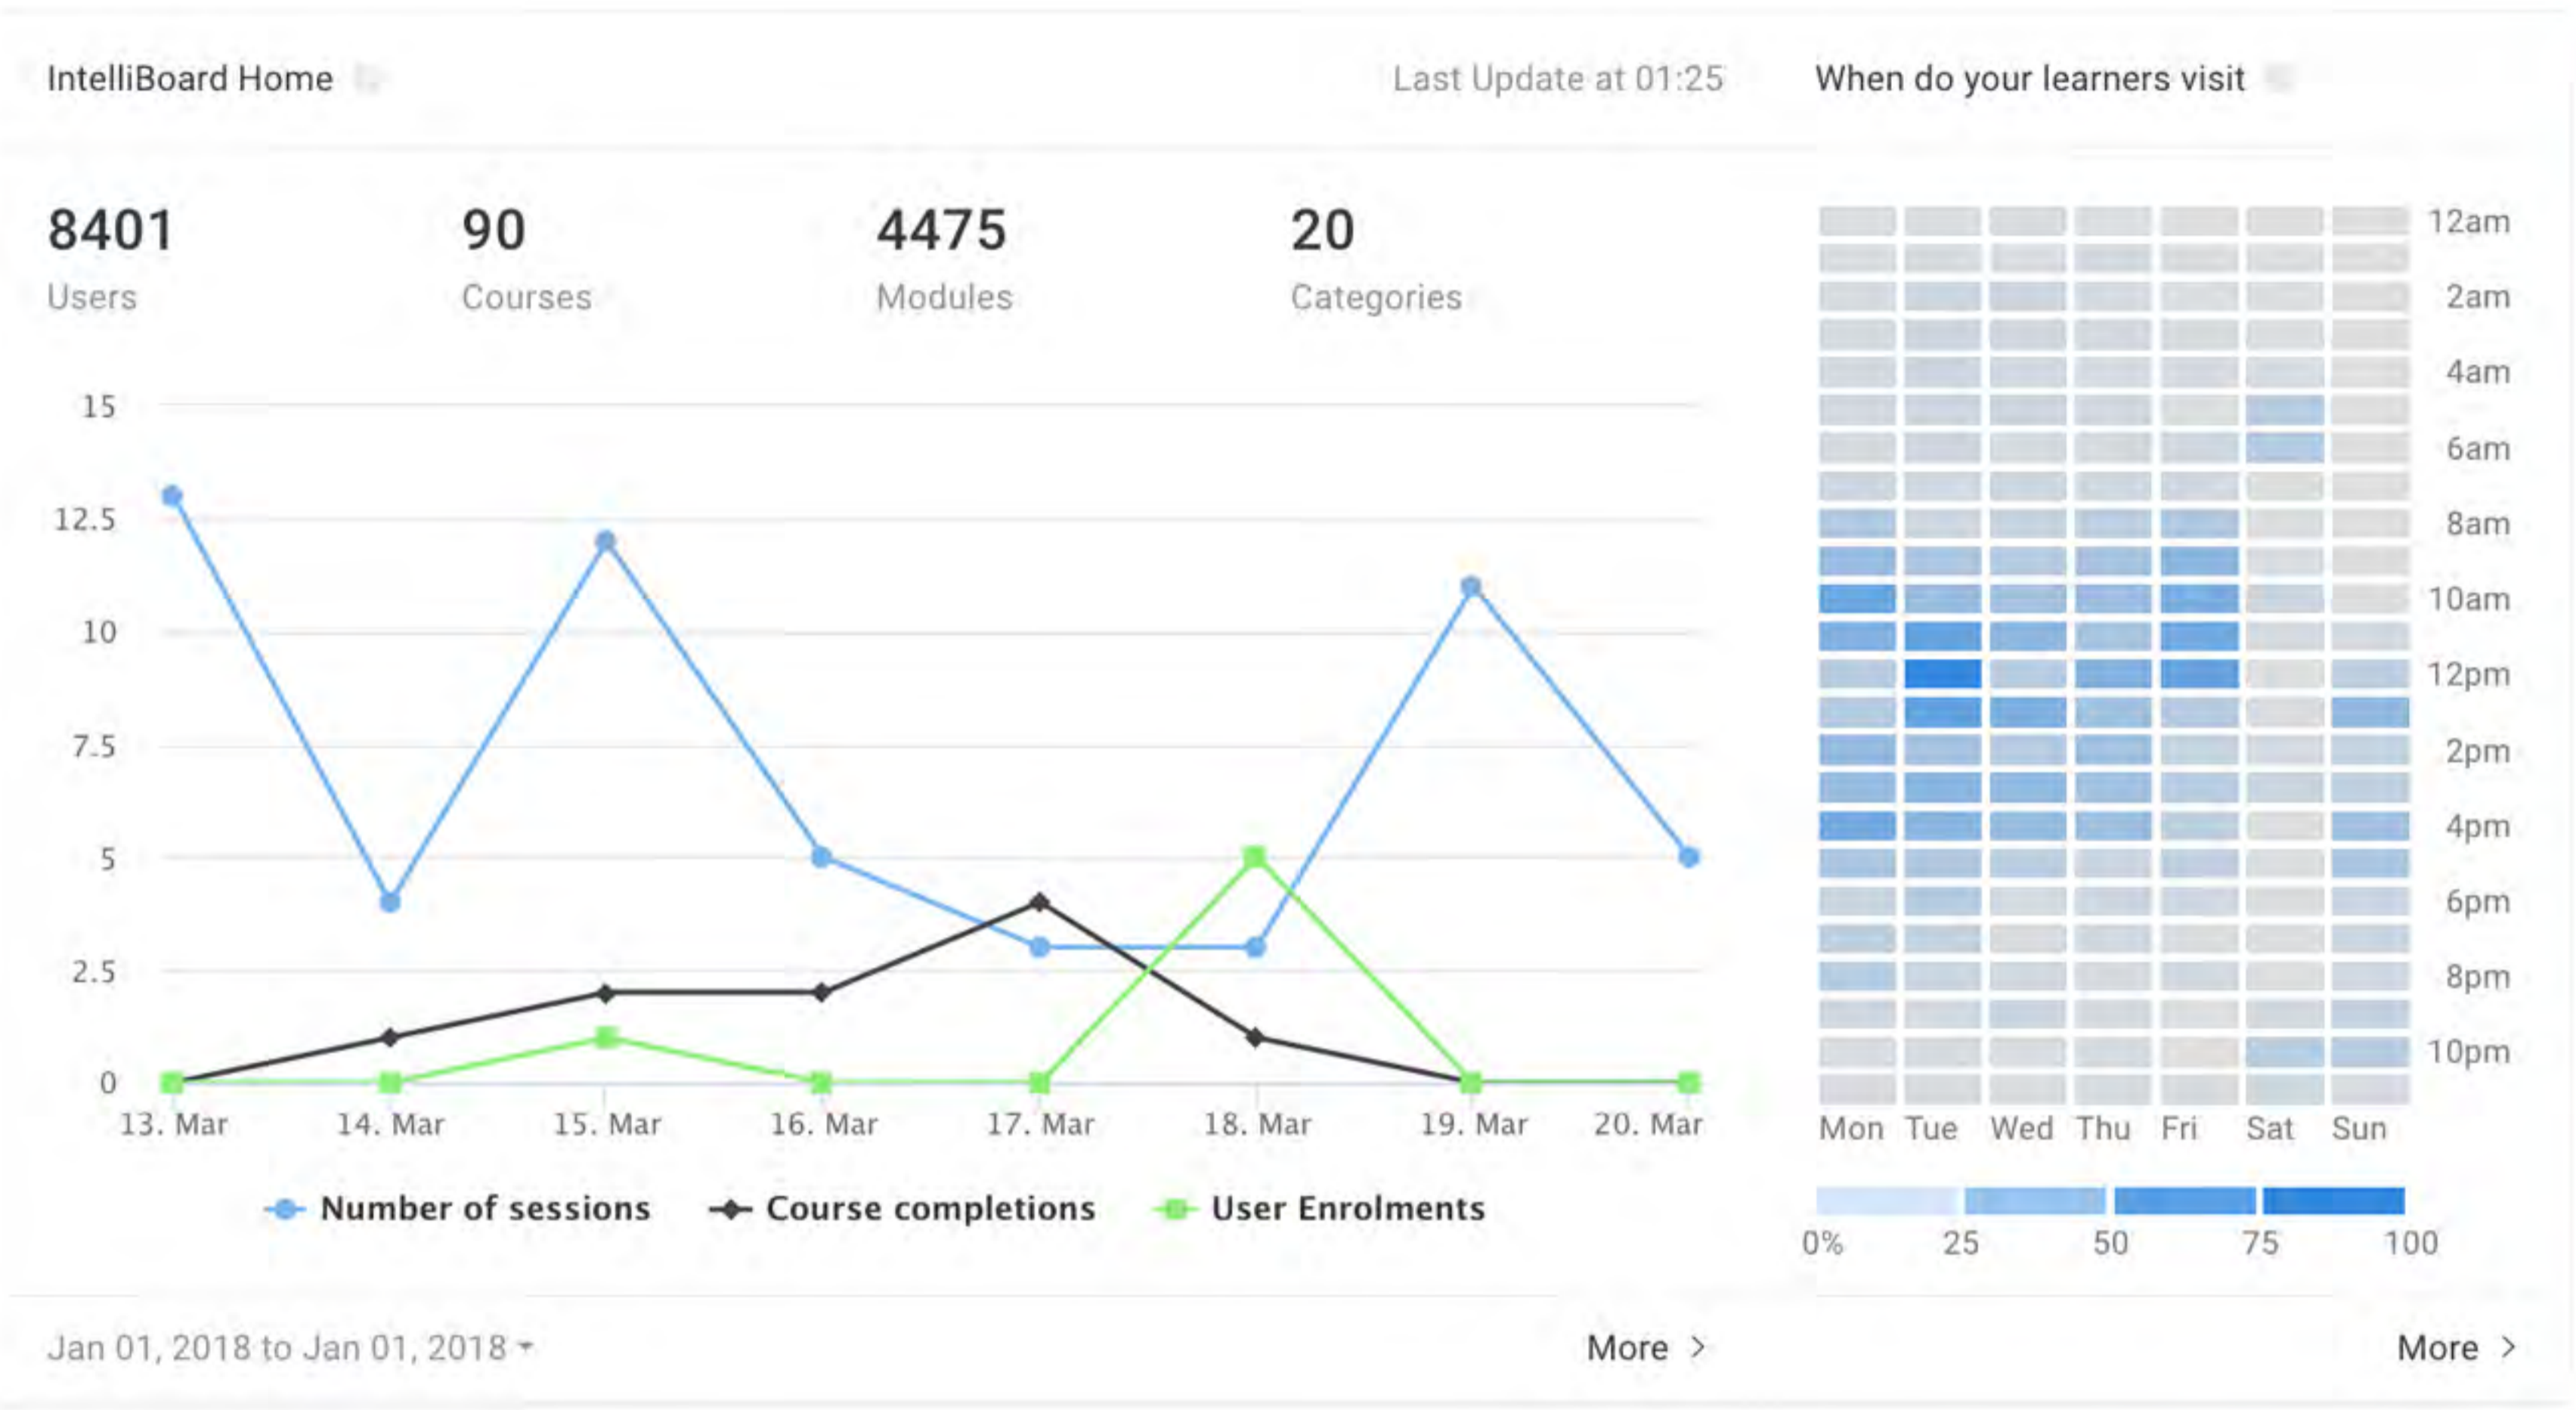 IntelliBoard Home
Last Update at 01:25
8401
Users
90
Courses
4475
Modules
20
Categories
15
12.5
10
7.5
5
2.5
0
13. Mar 14. Mar 15. Mar 16. Mar 17. Mar 18. Mar 19. Mar 20. Mar
Number of sessions Course completions User Enrolments
Jan 01, 2018 to Jan 01, 2018
More
When do your learners visit
12am
2am
4am
6am
8am
10am
12pm
2pm
4pm
6pm
8pm
10pm
Mon Tue Wed Thu Fri Sat Sun
0% 25 50 75 100
More